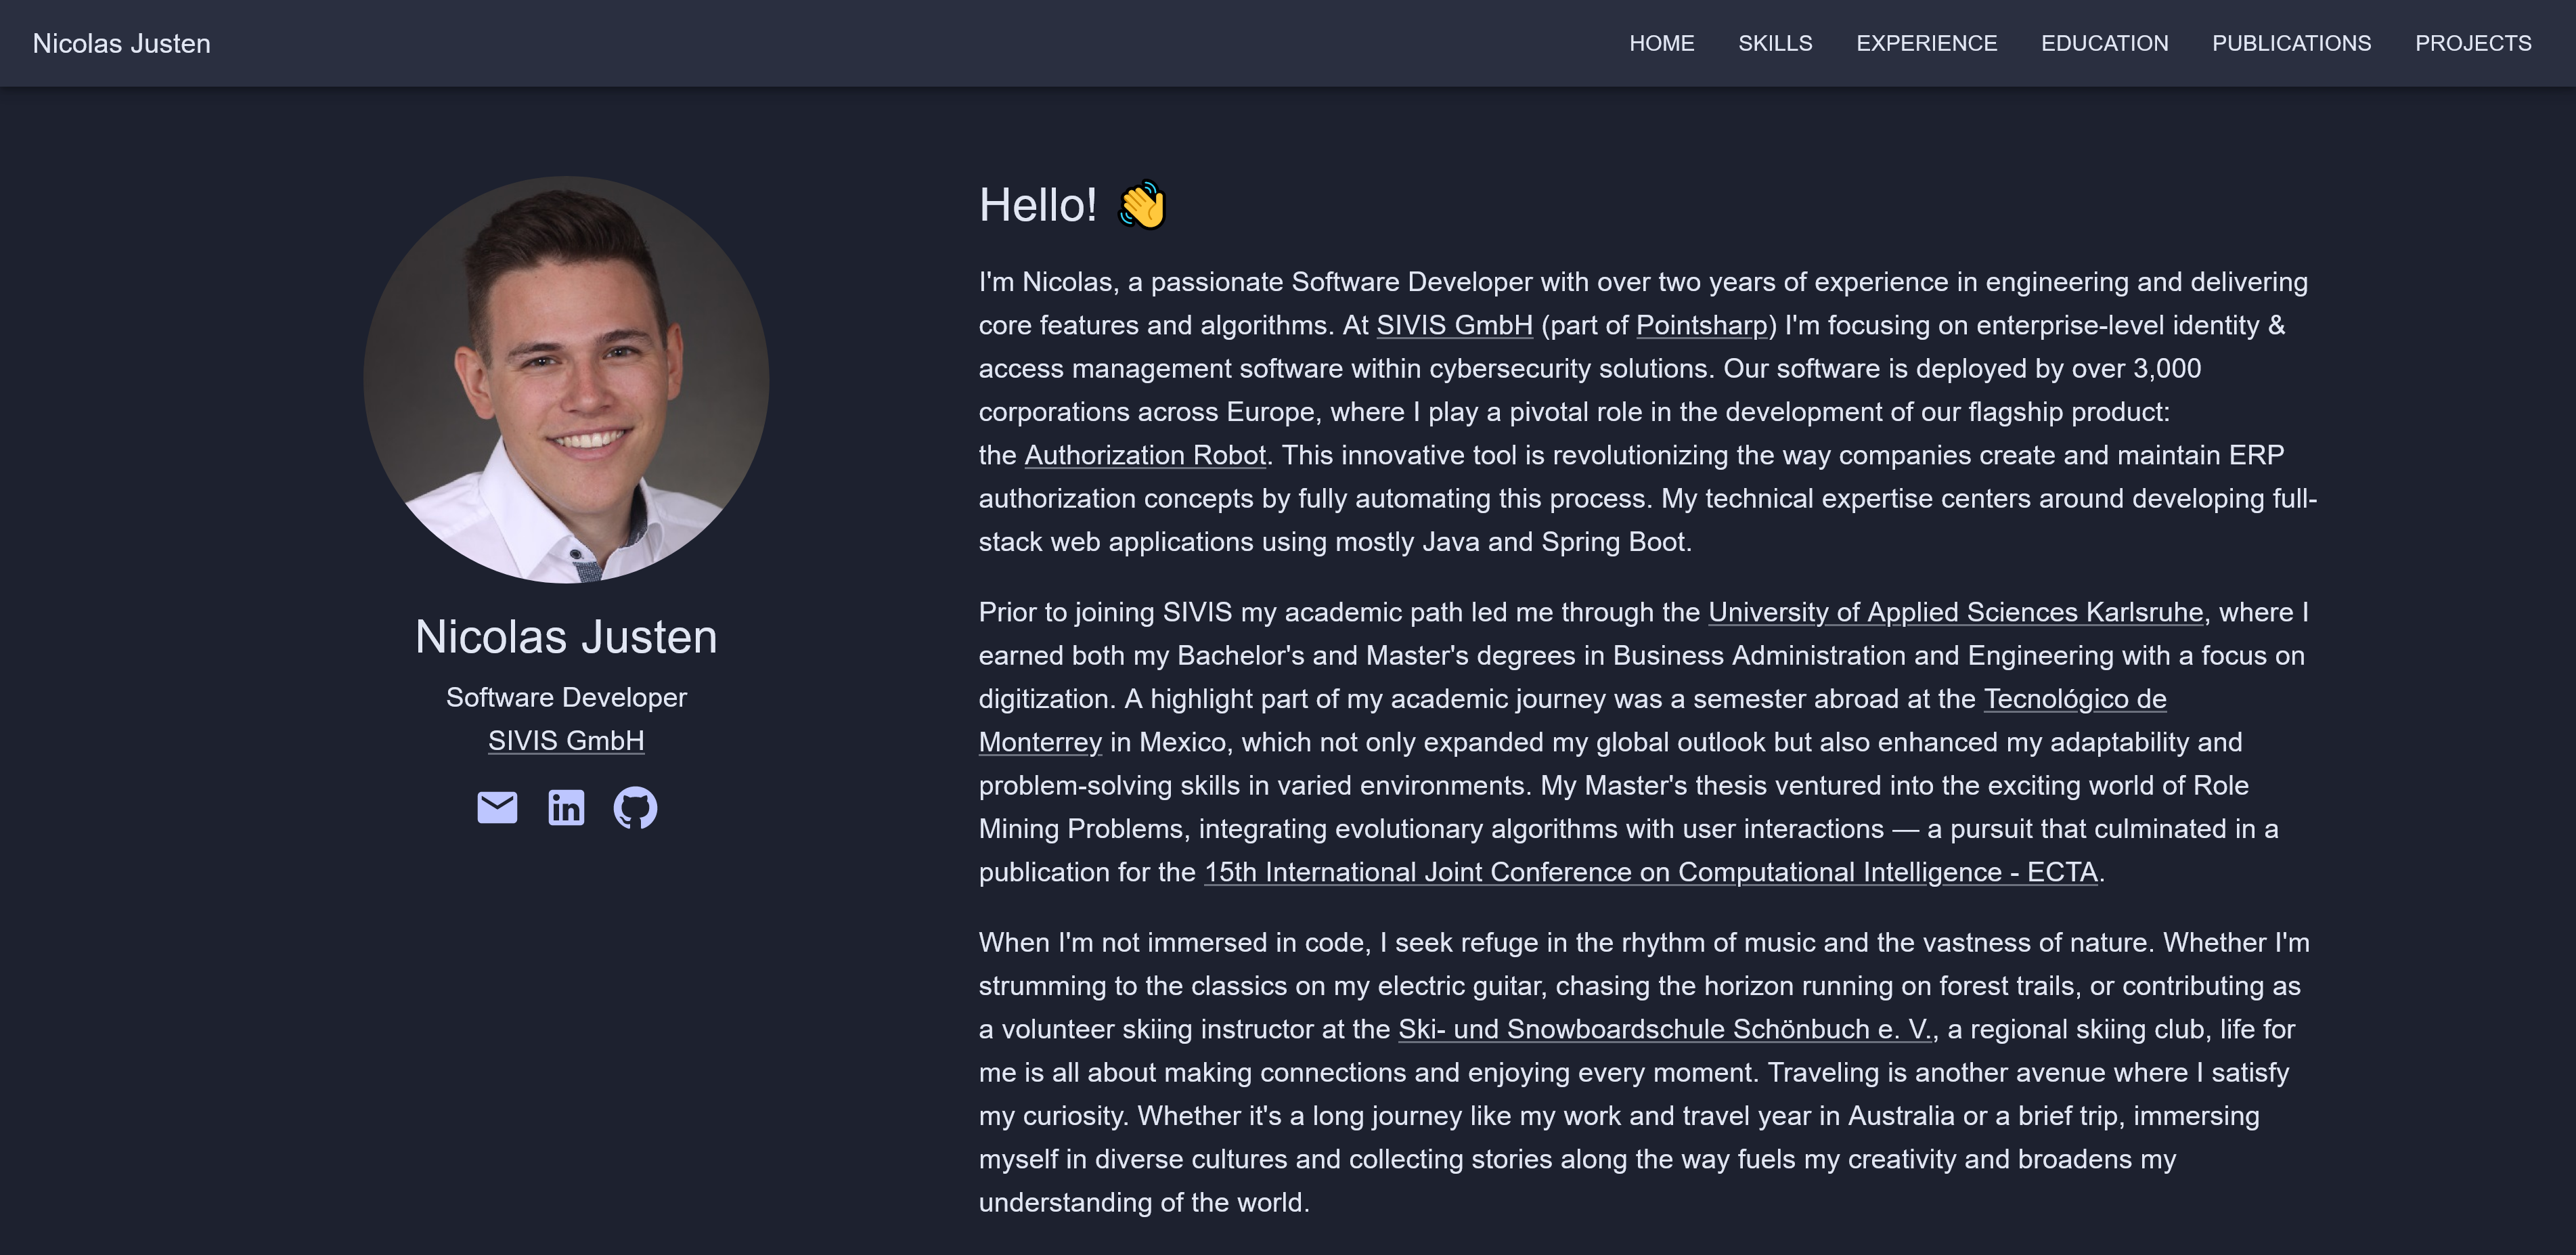 Nicolas Justen
HOME SKILLS EXPERIENCE EDUCATION PUBLICATIONS PROJECTS
Nicolas Justen
Software Developer
SIVIS GmbH
Hello!
I'm Nicolas, a passionate Software Developer with over two years of experience in engineering and delivering
core features and algorithms. At SIVIS GmbH (part of Pointsharp) I'm focusing on enterprise-level identity &
access management software within cybersecurity solutions. Our software is deployed by over 3,000
corporations across Europe, where I play a pivotal role in the development of our flagship product:
the Authorization Robot. This innovative tool is revolutionizing the way companies create and maintain ERP
authorization concepts by fully automating this process. My technical expertise centers around developing full-
stack web applications using mostly Java and Spring Boot.
Prior to joining SIVIS my academic path led me through the University of Applied Sciences Karlsruhe, where I
earned both my Bachelor's and Master's degrees in Business Administration and Engineering with a focus on
digitization. A highlight part of my academic journey was a semester abroad at the Tecnológico de
Monterrey in Mexico, which not only expanded my global outlook but also enhanced my adaptability and
problem-solving skills in varied environments. My Master's thesis ventured into the exciting world of Role
Mining Problems, integrating evolutionary algorithms with user interactions — a pursuit that culminated in a
publication for the 15th International Joint Conference on Computational Intelligence - ECTA.
When I'm not immersed in code, I seek refuge in the rhythm of music and the vastness of nature. Whether I'm
strumming to the classics on my electric guitar, chasing the horizon running on forest trails, or contributing as
a volunteer skiing instructor at the Ski- und Snowboardschule Schönbuch e. V., a regional skiing club, life for
me is all about making connections and enjoying every moment. Traveling is another avenue where I satisfy
my curiosity. Whether it's a long journey like my work and travel year in Australia or a brief trip, immersing
myself in diverse cultures and collecting stories along the way fuels my creativity and broadens my
understanding of the world.